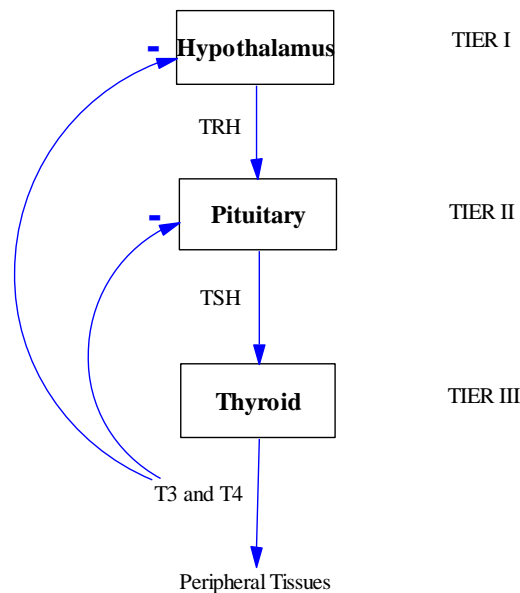 - Hypothalamus TIER I
TRH
- Pituitary TIER II
TSH
Thyroid TIER III
T3 and T4
Peripheral Tissues